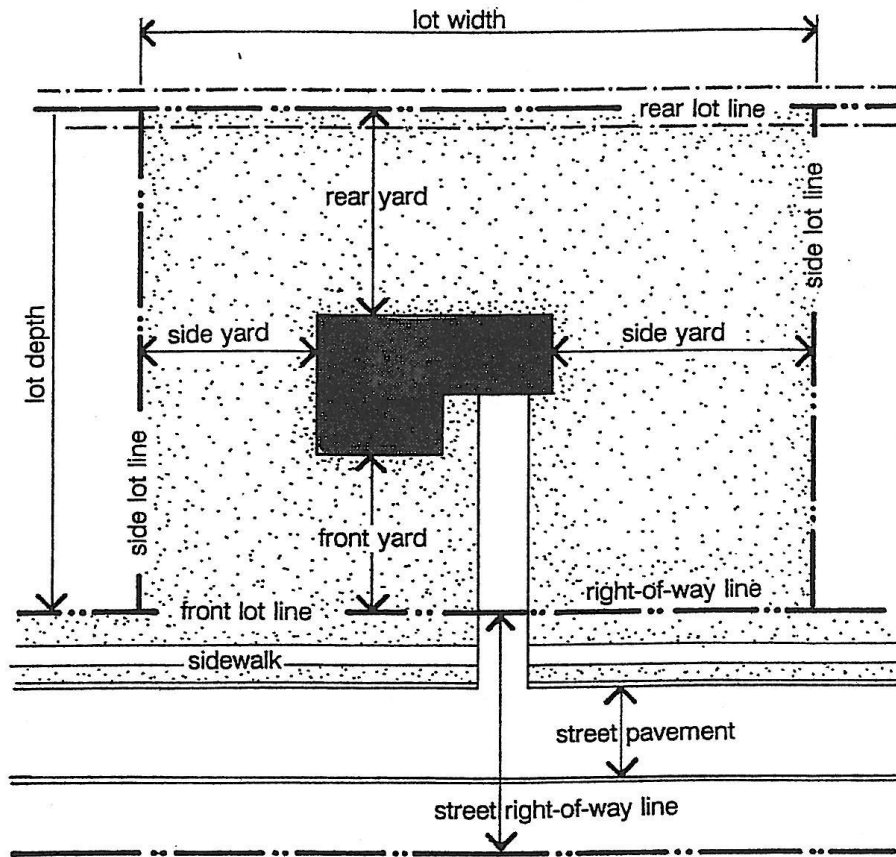 lot width
rear lot line
rear yard
side lot line
side yard
side yard
lot depth
side lot line
front yard
front lot line
right-of-way line
sidewalk
street pavement
street right-of-way line